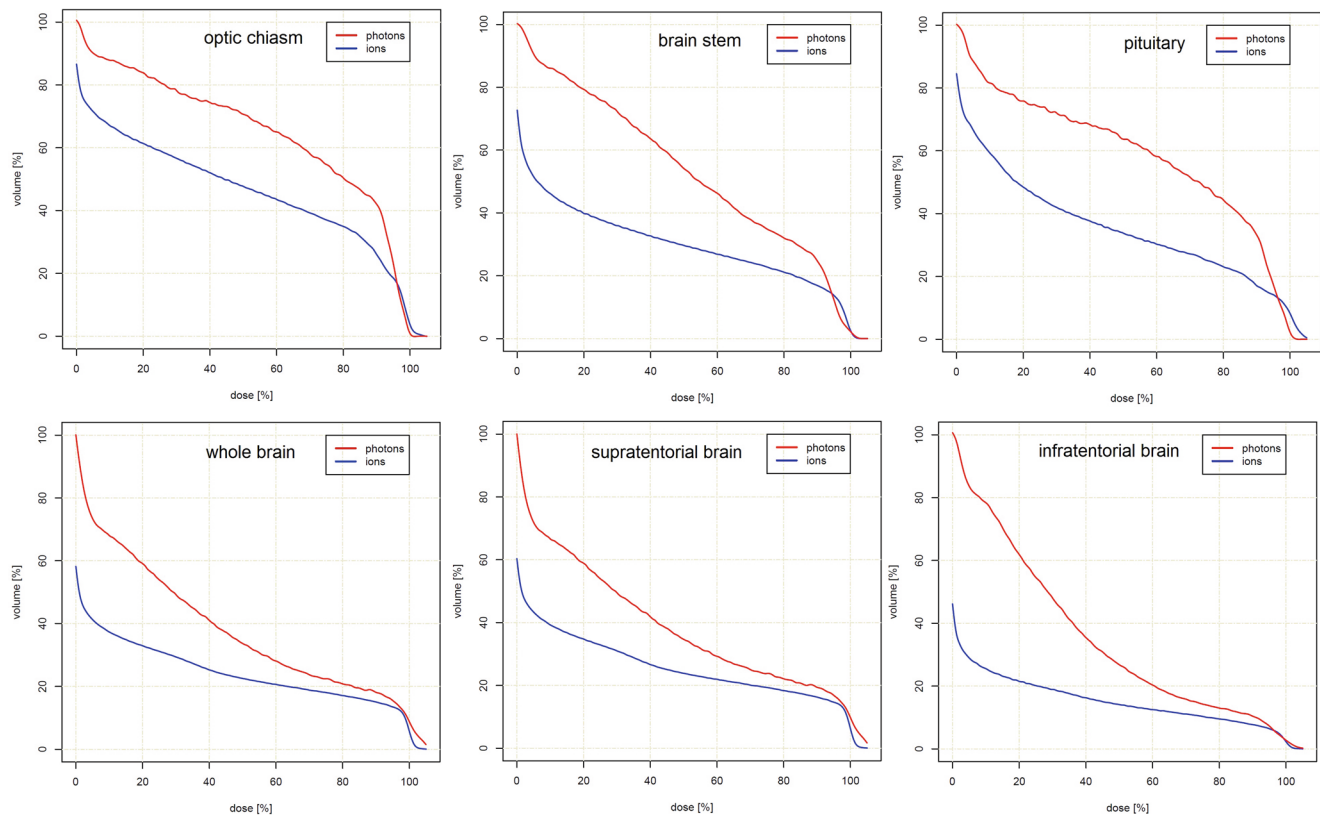 optic chiasm
photons
ions
volume [%]
100
80
60
40
20
0
0 20 40 60 80 100
dose [%]
brain stem
photons
ions
volume [%]
100
80
60
40
20
0
0 20 40 60 80 100
dose [%]
pituitary
photons
ions
volume [%]
100
80
60
40
20
0
0 20 40 60 80 100
dose [%]
whole brain
photons
ions
volume [%]
100
80
60
40
20
0
0 20 40 60 80 100
dose [%]
supratentorial brain
photons
ions
volume [%]
100
80
60
40
20
0
0 20 40 60 80 100
dose [%]
infratentorial brain
photons
ions
volume [%]
100
80
60
40
20
0
0 20 40 60 80 100
dose [%]